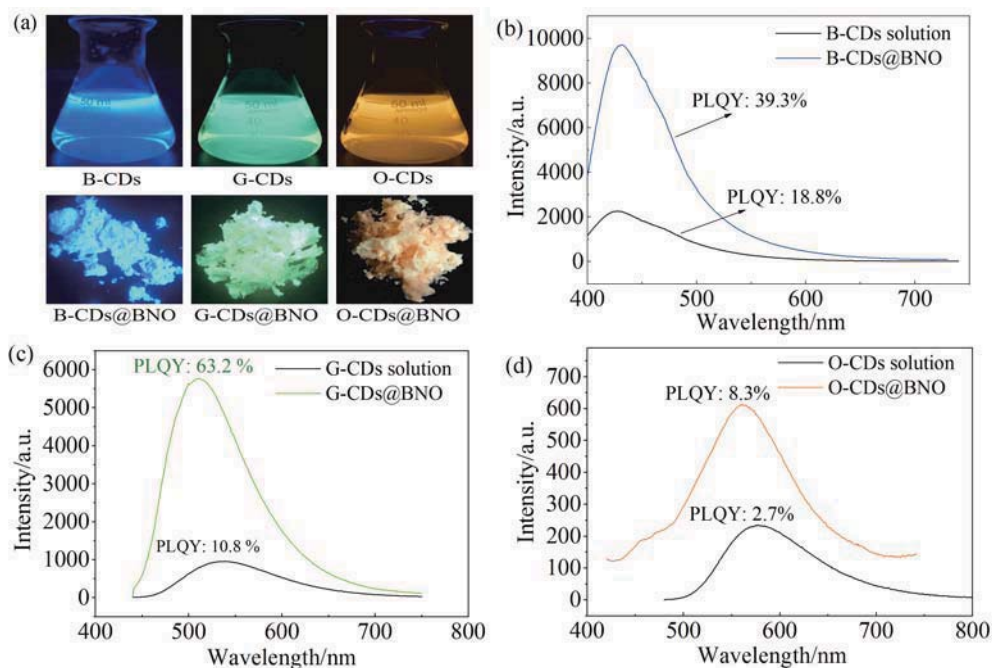 (a)
50 ml
60 ml
40
B-CDs
G-CDs
O-CDs
B-CDs@BNO
G-CDs@BNO
O-CDs@BNO
(b)
B-CDs solution
B-CDs@BNO
PLQY: 39.3%
PLQY: 18.8%
10000
8000
6000
4000
2000
0
Intensity/a.u.
400
500
600
700
Wavelength/nm
(c)
G-CDs solution
G-CDs@BNO
PLQY: 63.2 %
PLQY: 10.8 %
6000
5000
4000
3000
2000
1000
0
Intensity/a.u.
400
500
600
700
800
Wavelength/nm
(d)
O-CDs solution
O-CDs@BNO
PLQY: 8.3%
PLQY: 2.7%
700
600
500
400
300
200
100
0
Intensity/a.u.
400
500
600
700
800
Wavelength/nm